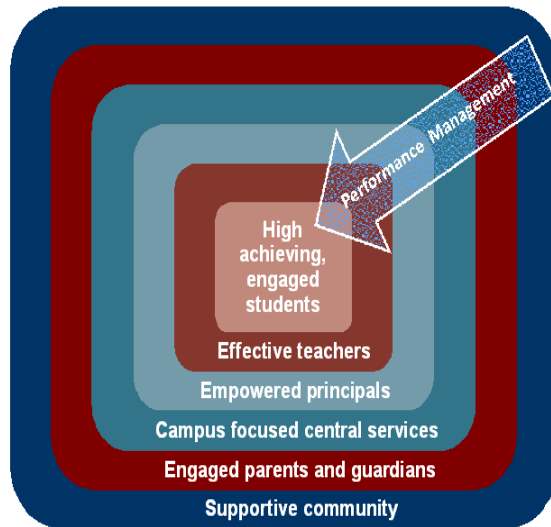 Performance Management
High
achieving,
engaged
students
Effective teachers
Empowered principals
Campus focused central services
Engaged parents and guardians
Supportive community